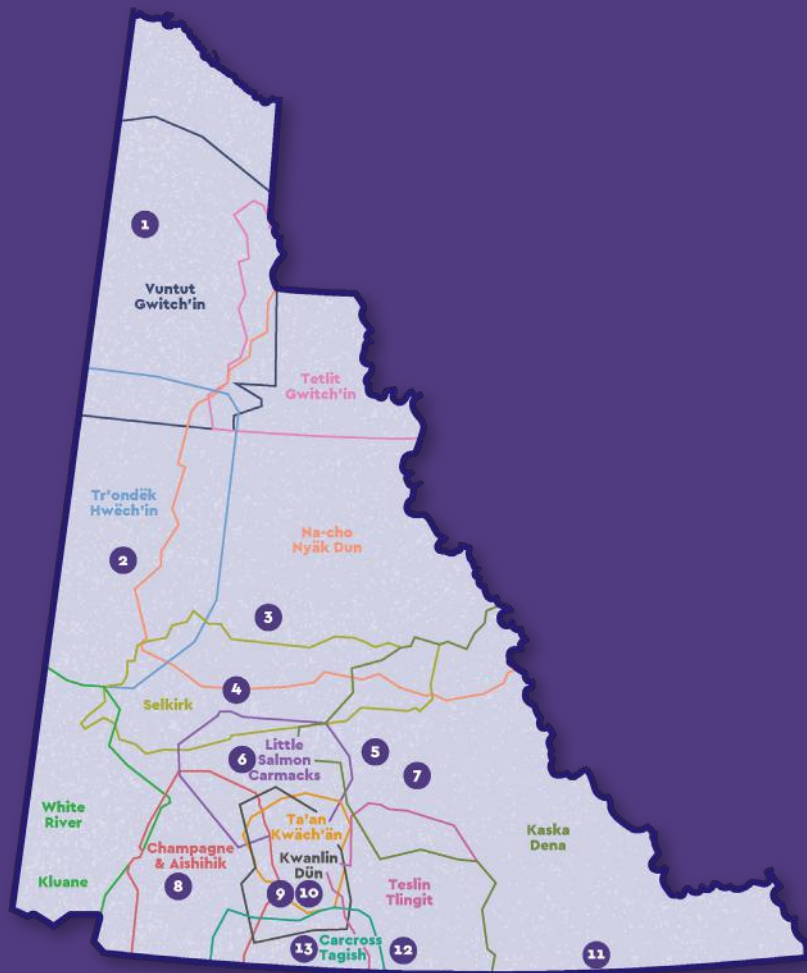 1
Vuntut
Gwitch'in
Tetlit
Gwitch'in
Tr'ondëk
Hwëch'in
Na-cho
Nyäk Dun
2
3
4
Selkirk
5
6
Little
Salmon
Carmacks
7
White
River
Ta'an
Kwäch'än
Kaska
Dena
Champagne
& Aishihik
Kwanlin
Dün
Kluane
8
9
10
Teslin
Tlingit
13
Carcross
Tagish
12
11